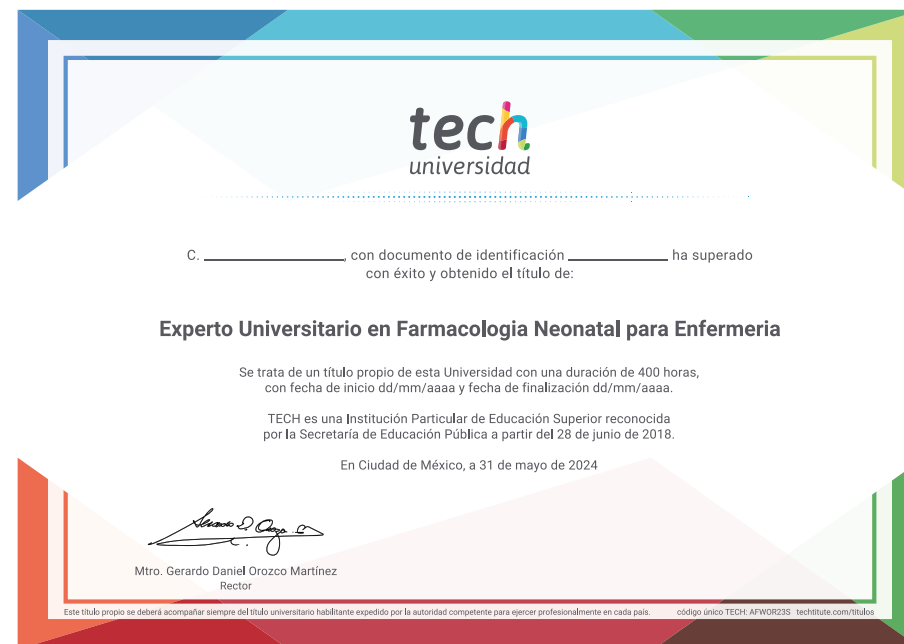 tech
universidad
C. ____________, con documento de identificación ____________ ha superado
con éxito y obtenido el título de:
Experto Universitario en Farmacologia Neonatal para Enfermeria
Se trata de un título propio de esta Universidad con una duración de 400 horas,
con fecha de inicio dd/mm/aaaa y fecha de finalización dd/mm/aaaa.
TECH es una Institución Particular de Educación Superior reconocida
por la Secretaría de Educación Pública a partir del 28 de junio de 2018.
En Ciudad de México, a 31 de mayo de 2024
Mtro. Gerardo Daniel Orozco Martínez
Rector
Este título propio se deberá acompañar siempre del título universitario habilitante expedido por la autoridad competente para ejercer profesionalmente en cada país. código único TECH: AFWOR23S techtitute.com/titulos